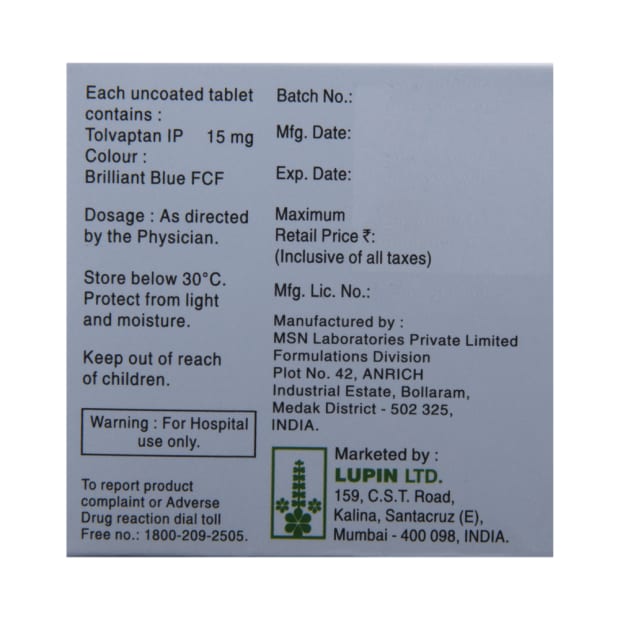 Each uncoated tablet
contains :
Tolvaptan IP 15 mg
Colour :
Brilliant Blue FCF
Dosage : As directed
by the Physician.
Store below 30°C.
Protect from light
and moisture.
Keep out of reach
of children.
Warning : For Hospital
use only.
To report product
complaint or Adverse
Drug reaction dial toll
Free no.: 1800-209-2505.
Batch No.:
Mfg. Date:
Exp. Date:
Maximum
Retail Price ₹:
(Inclusive of all taxes)
Mfg. Lic. No.:
Manufactured by :
MSN Laboratories Private Limited
Formulations Division
Plot No. 42, ANRICH
Industrial Estate, Bollaram,
Medak District - 502 325,
INDIA.
Marketed by :
LUPIN LTD.
159, C.S.T. Road,
Kalina, Santacruz (E),
Mumbai - 400 098, INDIA.